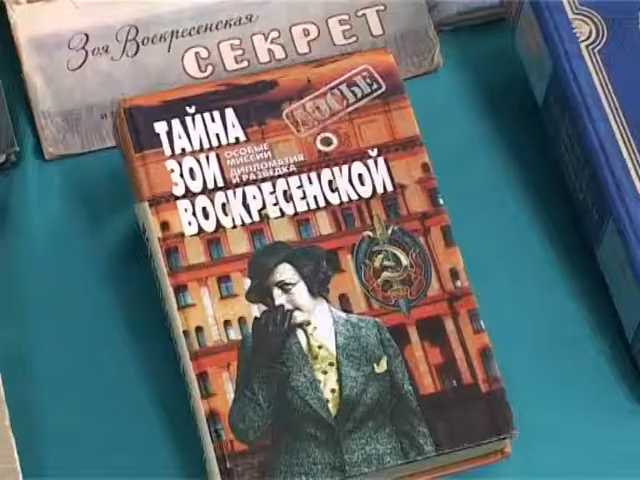 Зоя Воскресенская
СЕКРЕТ
ДОСЬЕ
ТАЙНА
ЗОИ
ВОСКРЕСЕНСКОЙ
ОСОБЫЕ
МИССИИ
ДИПЛОМАТИЯ
И РАЗВЕДКА